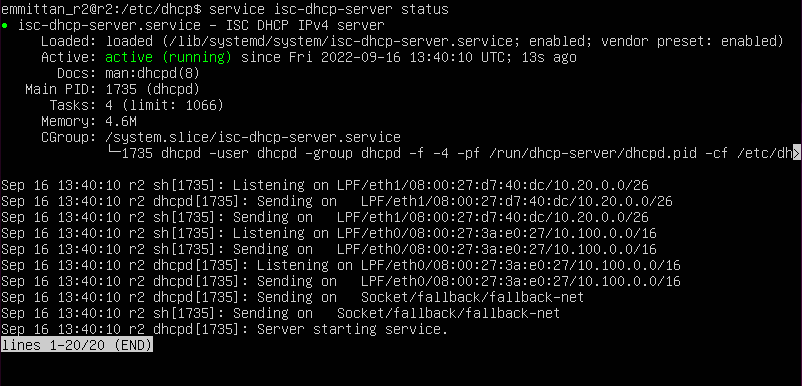 emmittan_r2@r2:/etc/dhcp$ service isc-dhcp-server status
● isc-dhcp-server.service - ISC DHCP IPv4 server
     Loaded: loaded (/lib/systemd/system/isc-dhcp-server.service; enabled; vendor preset: enabled)
     Active: active (running) since Fri 2022-09-16 13:40:10 UTC; 13s ago
       Docs: man:dhcpd(8)
   Main PID: 1735 (dhcpd)
      Tasks: 4 (limit: 1066)
     Memory: 4.6M
     CGroup: /system.slice/isc-dhcp-server.service
             └─1735 dhcpd -user dhcpd -group dhcpd -f -4 -pf /run/dhcp-server/dhcpd.pid -cf /etc/dh>
Sep 16 13:40:10 r2 sh[1735]: Listening on LPF/eth1/08:00:27:d7:40:dc/10.20.0.0/26
Sep 16 13:40:10 r2 dhcpd[1735]: Sending on   LPF/eth1/08:00:27:d7:40:dc/10.20.0.0/26
Sep 16 13:40:10 r2 sh[1735]: Sending on   LPF/eth1/08:00:27:d7:40:dc/10.20.0.0/26
Sep 16 13:40:10 r2 sh[1735]: Listening on LPF/eth0/08:00:27:3a:e0:27/10.100.0.0/16
Sep 16 13:40:10 r2 sh[1735]: Sending on   LPF/eth0/08:00:27:3a:e0:27/10.100.0.0/16
Sep 16 13:40:10 r2 dhcpd[1735]: Listening on LPF/eth0/08:00:27:3a:e0:27/10.100.0.0/16
Sep 16 13:40:10 r2 dhcpd[1735]: Sending on   LPF/eth0/08:00:27:3a:e0:27/10.100.0.0/16
Sep 16 13:40:10 r2 dhcpd[1735]: Sending on   Socket/fallback/fallback-net
Sep 16 13:40:10 r2 sh[1735]: Sending on   Socket/fallback/fallback-net
Sep 16 13:40:10 r2 dhcpd[1735]: Server starting service.
lines 1-20/20 (END)